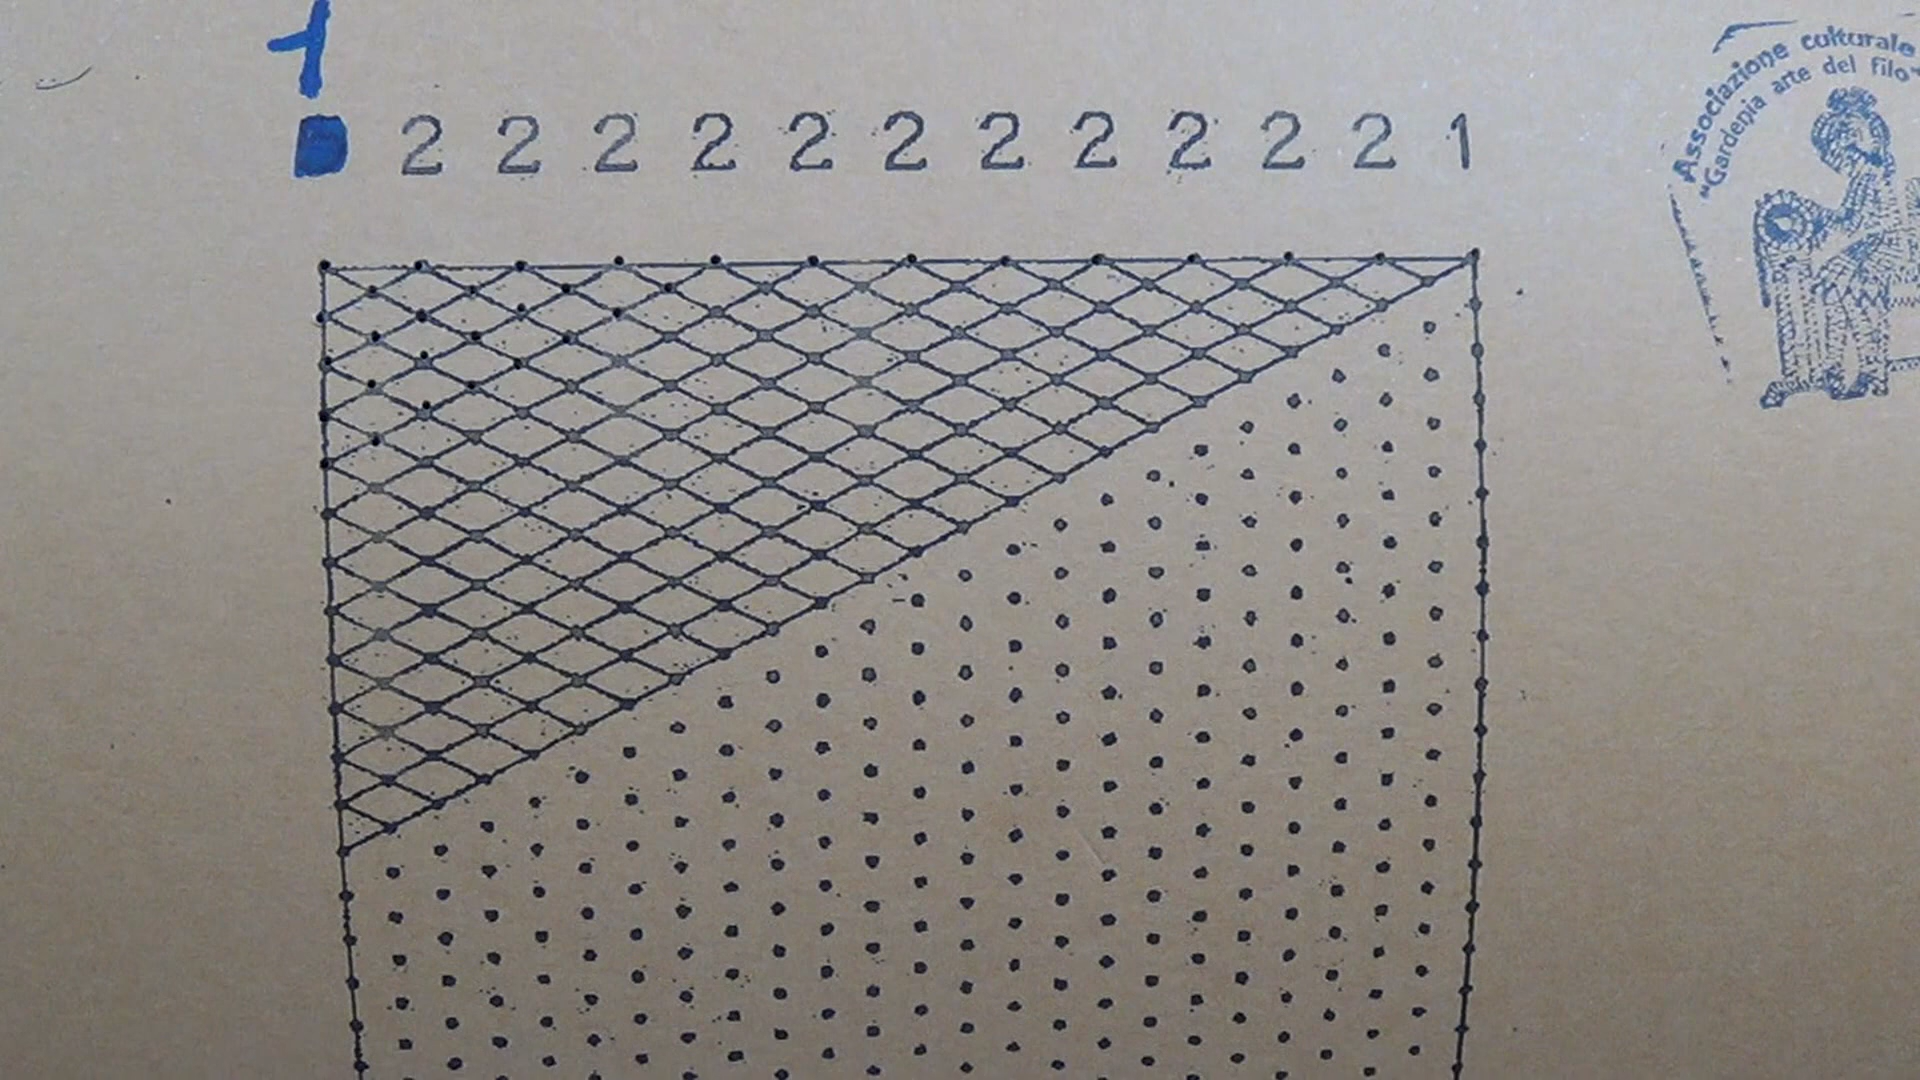 1
2 2 2 2 2 2 2 2 2 2 2 1
Associazione culturale
"Gardenia arte del filo"